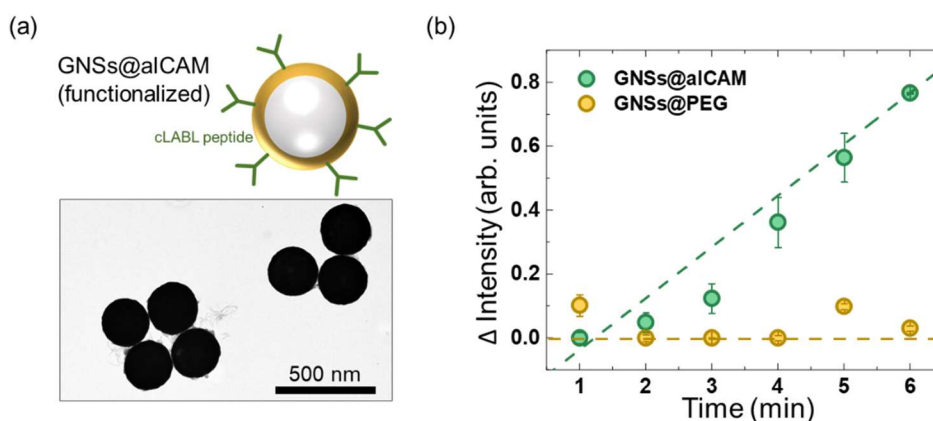 (a)
GNSs@aICAM
(functionalized)
cLABL peptide
500 nm
(b)
GNSs@aICAM
GNSs@PEG
Δ Intensity (arb. units)
0.8
0.6
0.4
0.2
0.0
1 2 3 4 5 6
Time (min)